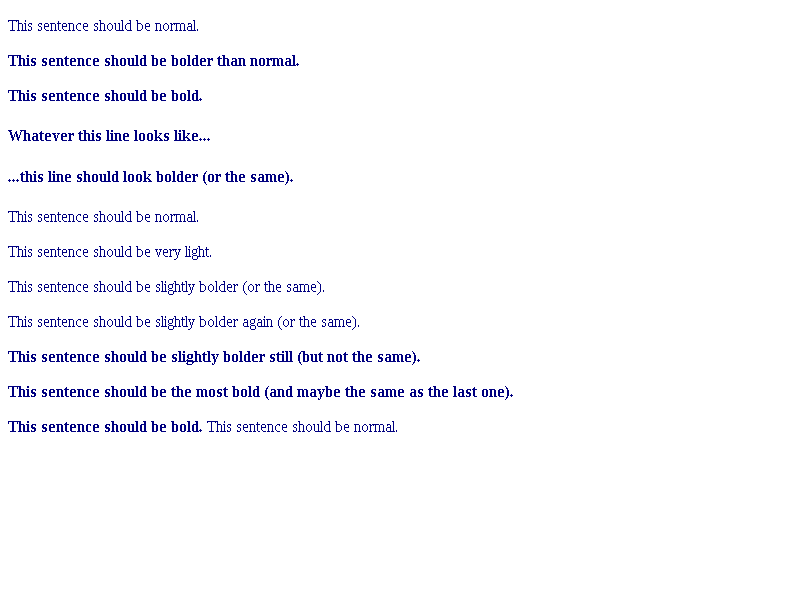 This sentence should be normal.
This sentence should be bolder than normal.
This sentence should be bold.
Whatever this line looks like...
...this line should look bolder (or the same).
This sentence should be normal.
This sentence should be very light.
This sentence should be slightly bolder (or the same).
This sentence should be slightly bolder again (or the same).
This sentence should be slightly bolder still (but not the same).
This sentence should be the most bold (and maybe the same as the last one).
This sentence should be bold. This sentence should be normal.